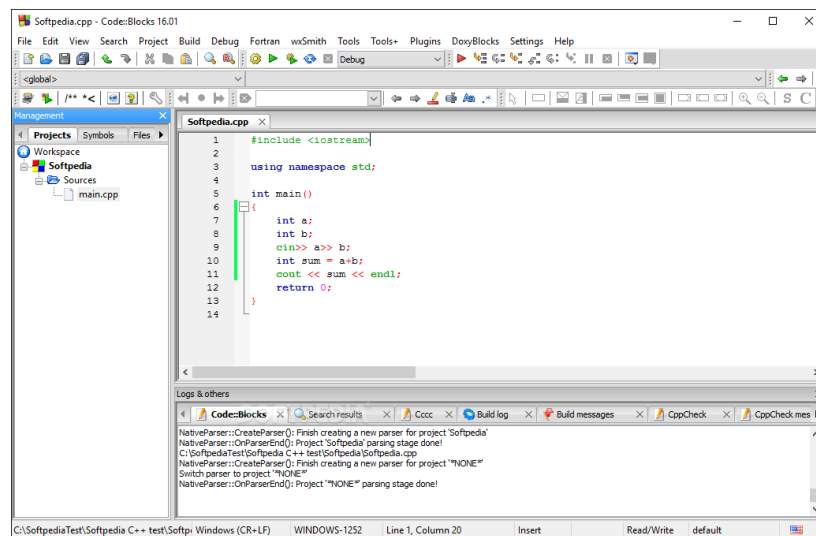 Softpedia.cpp - Code::Blocks 16.01
File Edit View Search Project Build Debug Fortran wxSmith Tools Tools+ Plugins DoxyBlocks Settings Help
Debug
<global>
/** *<
S C
Management
Projects Symbols Files
Workspace
Softpedia
Sources
main.cpp
Softpedia.cpp
1 #include <iostream>
2
3 using namespace std;
4
5 int main()
6 {
7 int a;
8 int b;
9 cin>> a>> b;
10 int sum = a+b;
11 cout << sum << endl;
12 return 0;
13 }
14
Logs & others
Code::Blocks Search results Cccc Build log Build messages CppCheck CppCheck mes
NativeParser::CreateParser(): Finish creating a new parser for project 'Softpedia'
NativeParser::OnParserEnd(): Project 'Softpedia' parsing stage done!
C:\SoftpediaTest\Softpedia C++ test\Softpedia\Softpedia.cpp
NativeParser::CreateParser(): Finish creating a new parser for project '*NONE*'
Switch parser to project '*NONE*'
NativeParser::OnParserEnd(): Project '*NONE*' parsing stage done!
C:\SoftpediaTest\Softpedia C++ test\Softp Windows (CR+LF) WINDOWS-1252 Line 1, Column 20 Insert Read/Write default